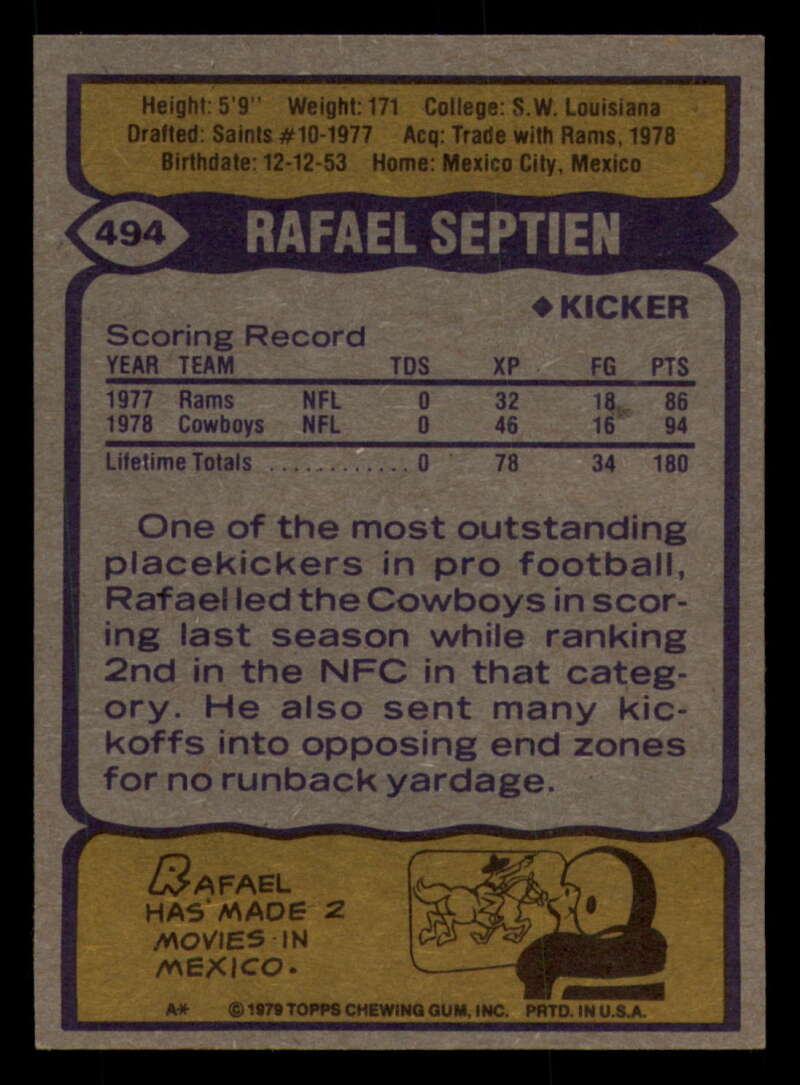 Height: 5'9" Weight: 171 College: S.W. Louisiana
Drafted: Saints #10-1977 Acq: Trade with Rams, 1978
Birthdate: 12-12-53 Home: Mexico City, Mexico
494 RAFAEL SEPTIEN
◆KICKER
Scoring Record
YEAR TEAM TDS XP FG PTS
1977 Rams NFL 0 32 18 86
1978 Cowboys NFL 0 46 16 94
Lifetime Totals ............ 0 78 34 180
One of the most outstanding
placekickers in pro football,
Rafael led the Cowboys in scor-
ing last season while ranking
2nd in the NFC in that categ-
ory. He also sent many kic-
koffs into opposing end zones
for no runback yardage.
RAFAEL
HAS MADE 2
MOVIES IN
MEXICO.
A* ©1979 TOPPS CHEWING GUM, INC. PRTD. IN U.S.A.